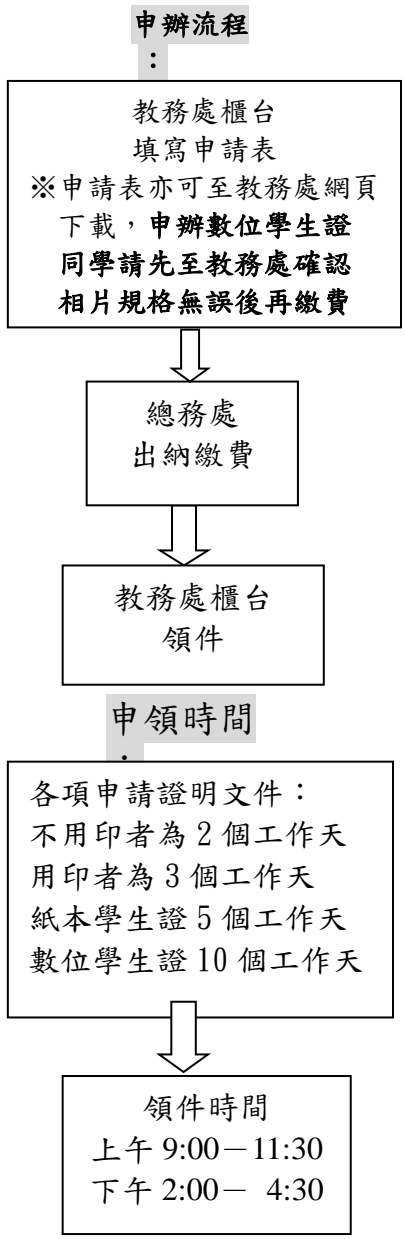 申辦流程
：
教務處櫃台
填寫申請表
※申請表亦可至教務處網頁
下載，申辦數位學生證
同學請先至教務處確認
相片規格無誤後再繳費
總務處
出納繳費
教務處櫃台
領件
申領時間
：
各項申請證明文件：
不用印者為 2 個工作天
用印者為 3 個工作天
紙本學生證 5 個工作天
數位學生證 10 個工作天
領件時間
上午 9:00－11:30
下午 2:00－ 4:30